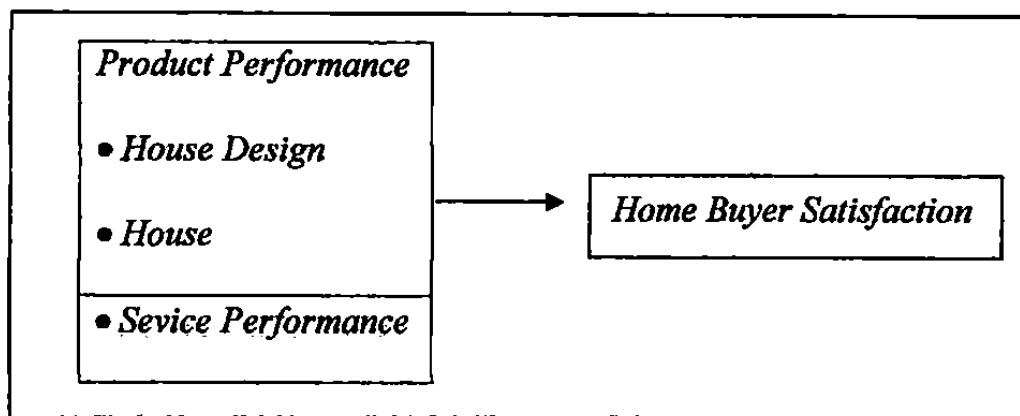 Product Performance
• House Design
• House
• Sevice Performance
Home Buyer Satisfaction